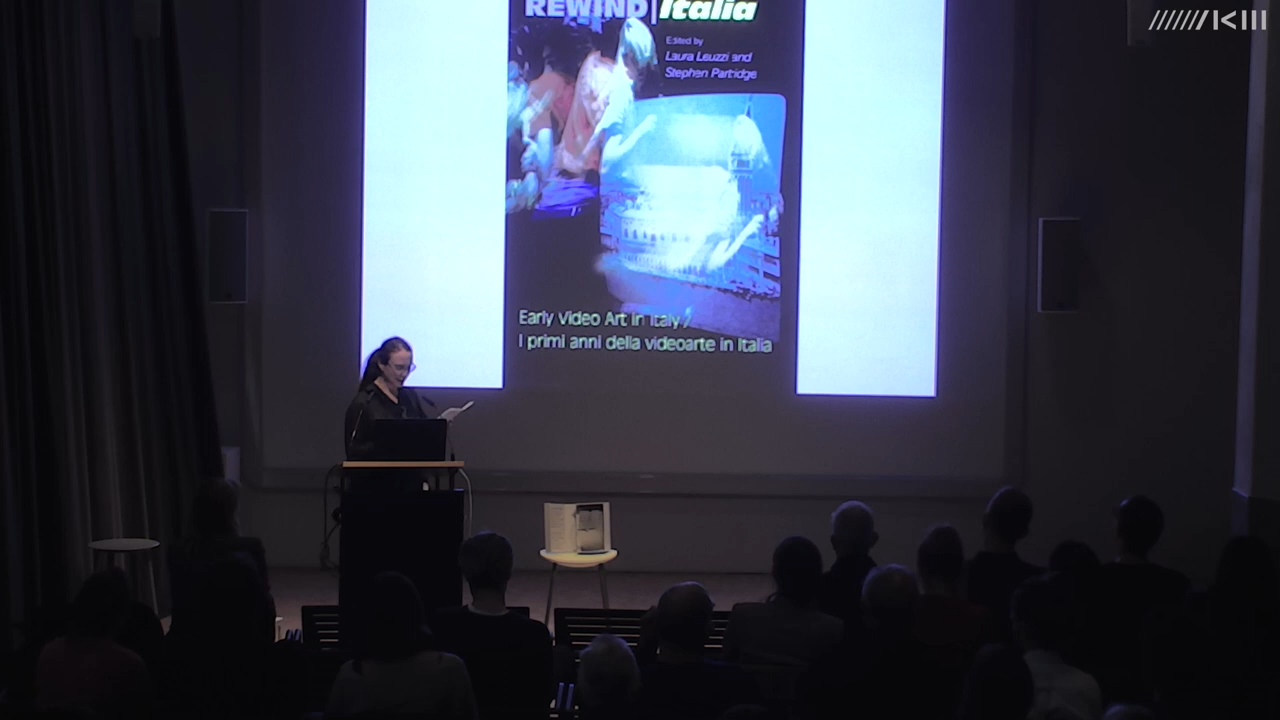 REWIND|Italia
Edited by
Laura Leuzzi and
Stephen Partridge
Early Video Art in Italy /
I primi anni della videoarte in Italia